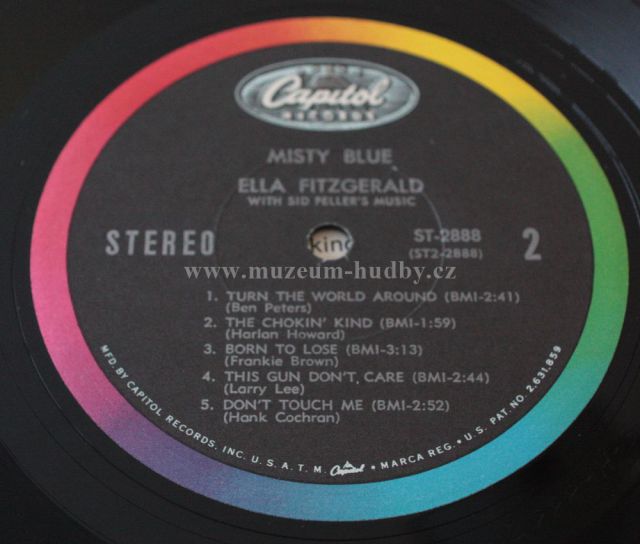 Capitol
RECORDS
MISTY BLUE
ELLA FITZGERALD
WITH SID FELLER'S MUSIC
STEREO
king
ST-2888
(ST2-2888)
2
www.muzeum-hudby.cz
1. TURN THE WORLD AROUND (BMI-2:41)
(Ben Peters)
2. THE CHOKIN' KIND (BMI-1:59)
(Harlan Howard)
3. BORN TO LOSE (BMI-3:13)
(Frankie Brown)
4. THIS GUN DON'T CARE (BMI-2:44)
(Larry Lee)
5. DON'T TOUCH ME (BMI-2:52)
(Hank Cochran)
MFD. BY CAPITOL RECORDS, INC. U. S. A. T. M. Capitol • MARCA REG. • U. S. PAT. NO. 2,631,859